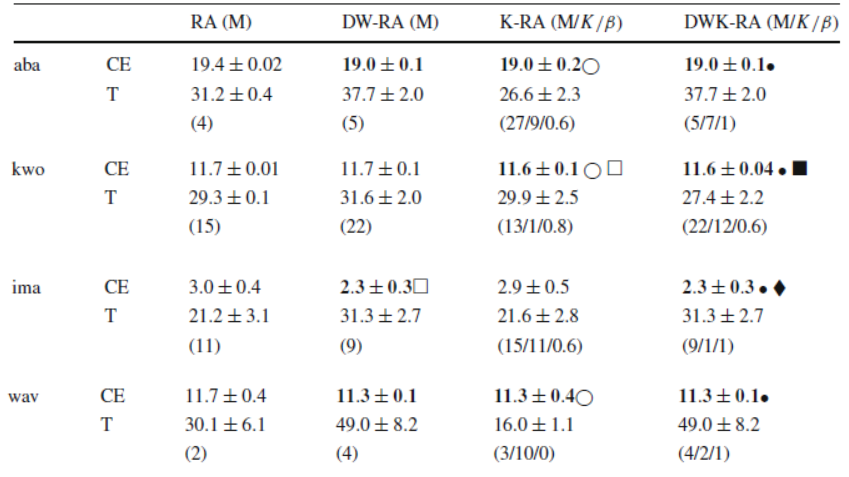 RA (M) DW-RA (M) K-RA (M/K/β) DWK-RA (M/K/β)
aba CE 19.4 ± 0.02 19.0 ± 0.1 19.0 ± 0.2○ 19.0 ± 0.1●
T 31.2 ± 0.4 37.7 ± 2.0 26.6 ± 2.3 37.7 ± 2.0
(4) (5) (27/9/0.6) (5/7/1)
kwo CE 11.7 ± 0.01 11.7 ± 0.1 11.6 ± 0.1 ○ □ 11.6 ± 0.04 ● ■
T 29.3 ± 0.1 31.6 ± 2.0 29.9 ± 2.5 27.4 ± 2.2
(15) (22) (13/1/0.8) (22/12/0.6)
ima CE 3.0 ± 0.4 2.3 ± 0.3□ 2.9 ± 0.5 2.3 ± 0.3 ● ♦
T 21.2 ± 3.1 31.3 ± 2.7 21.6 ± 2.8 31.3 ± 2.7
(11) (9) (15/11/0.6) (9/1/1)
wav CE 11.7 ± 0.4 11.3 ± 0.1 11.3 ± 0.4○ 11.3 ± 0.1●
T 30.1 ± 6.1 49.0 ± 8.2 16.0 ± 1.1 49.0 ± 8.2
(2) (4) (3/10/0) (4/2/1)